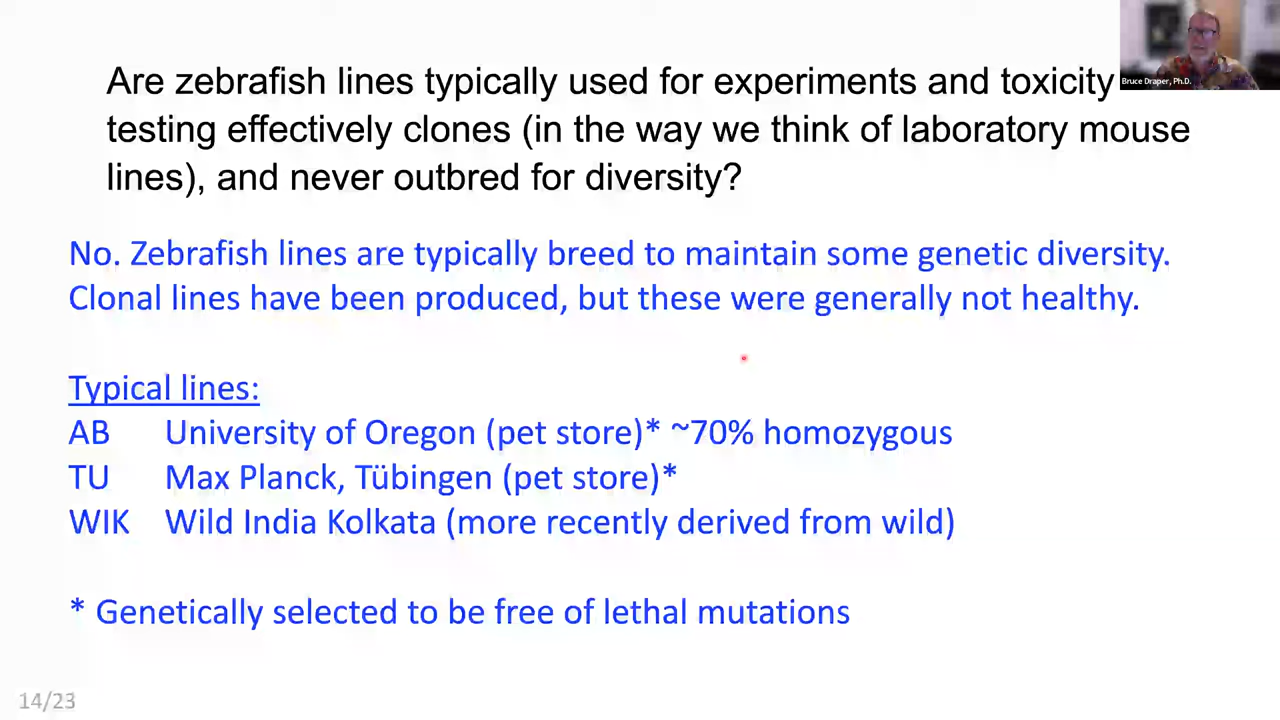 Are zebrafish lines typically used for experiments and toxicity
testing effectively clones (in the way we think of laboratory mouse
lines), and never outbred for diversity?
Bruce Draper, Ph.D.
No. Zebrafish lines are typically breed to maintain some genetic diversity.
Clonal lines have been produced, but these were generally not healthy.
Typical lines:
AB University of Oregon (pet store)* ~70% homozygous
TU Max Planck, Tübingen (pet store)*
WIK Wild India Kolkata (more recently derived from wild)
* Genetically selected to be free of lethal mutations
14/23